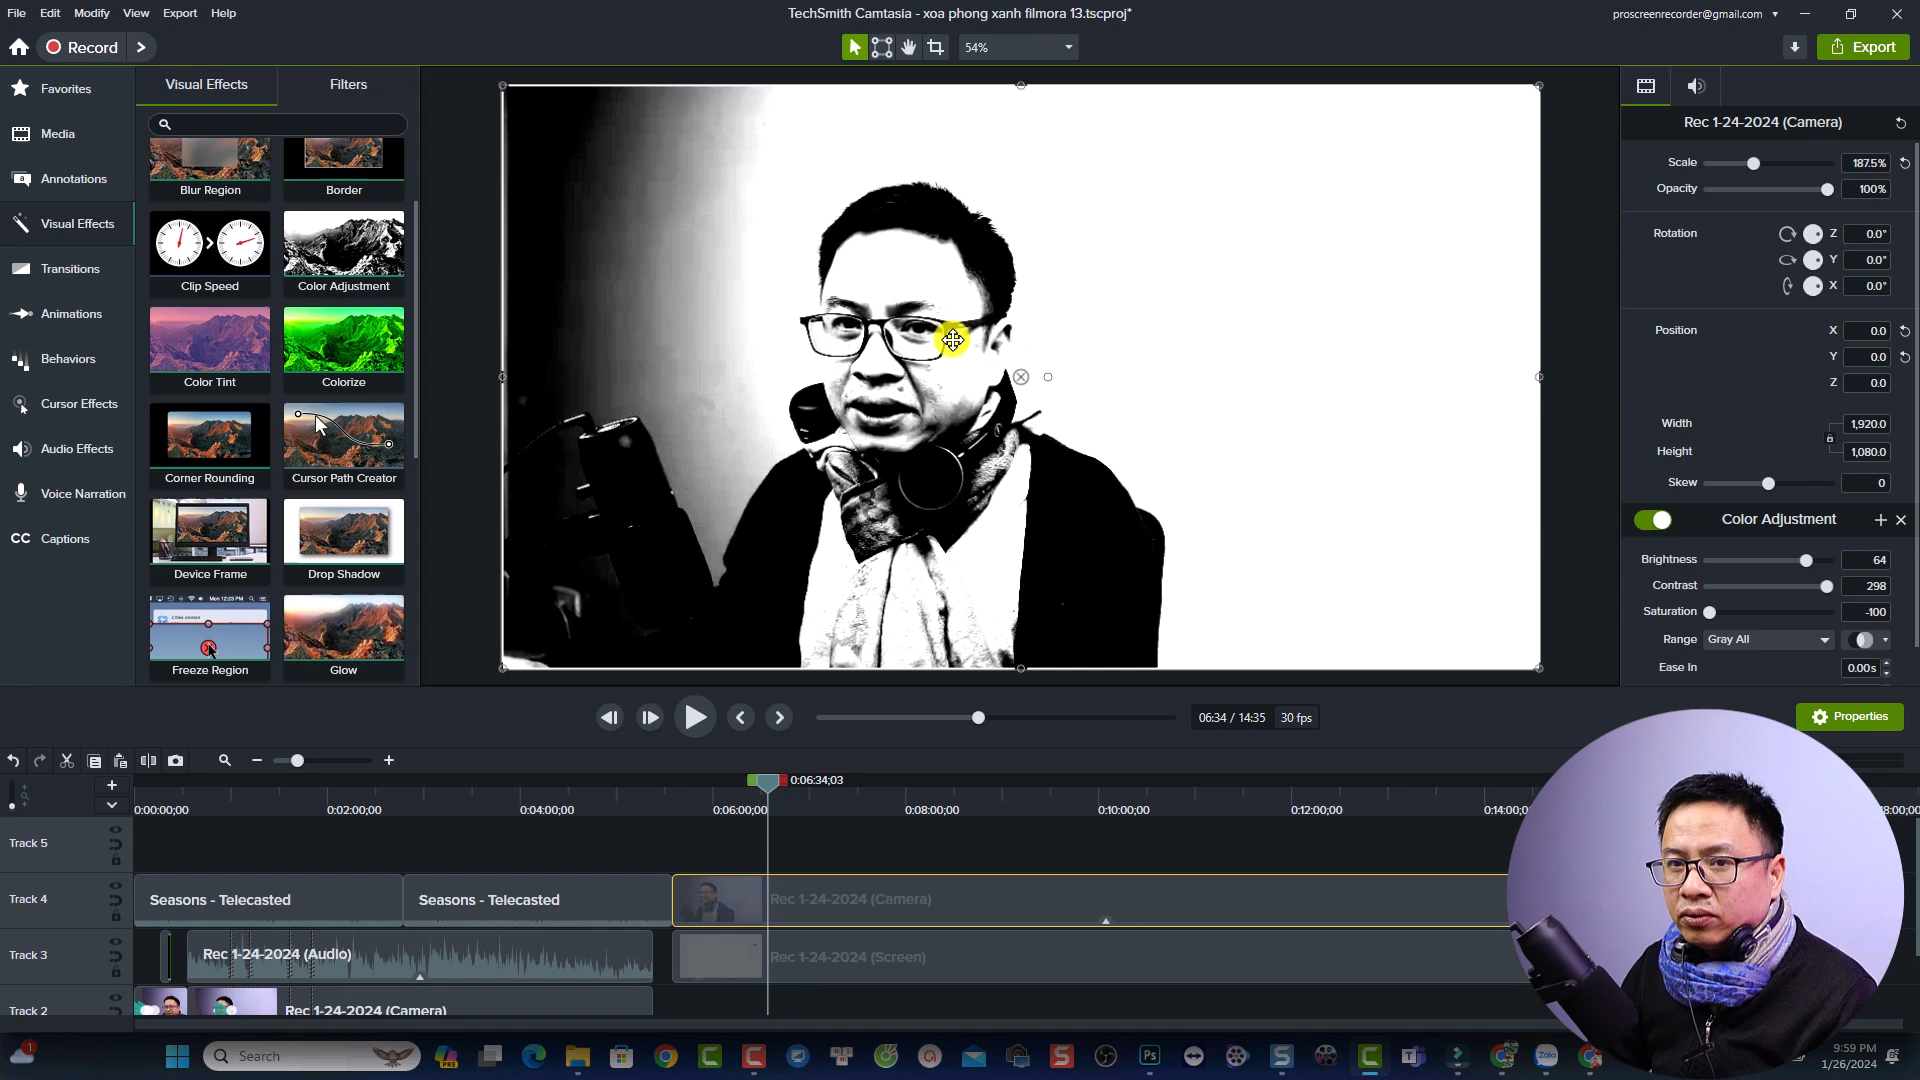 File Edit Modify View Export Help
TechSmith Camtasia - xoa phong xanh filmora 13.tscproj*
proscreenrecorder@gmail.com
Record
54%
Export
Favorites
Media
Annotations
Visual Effects
Transitions
Animations
Behaviors
Cursor Effects
Audio Effects
Voice Narration
CC Captions
Visual Effects
Filters
Blur Region
Border
Clip Speed
Color Adjustment
Color Tint
Colorize
Corner Rounding
Cursor Path Creator
Device Frame
Drop Shadow
Mon 12:23 PM
Freeze Region
Glow
Rec 1-24-2024 (Camera)
Scale 187.5%
Opacity 100%
Rotation Z 0.0°
Y 0.0°
X 0.0°
Position X 0.0
Y 0.0
Z 0.0
Width 1,920.0
Height 1,080.0
Skew 0
Color Adjustment
Brightness 64
Contrast 298
Saturation -100
Range Gray All
Ease In 0.00s
06:34 / 14:35 30 fps
Properties
0:06:34;03
0:00:00;00 0:02:00;00 0:04:00;00 0:06:00;00 0:08:00;00 0:10:00;00 0:12:00;00
Track 5
Track 4
Seasons - Telecasted
Seasons - Telecasted
Rec 1-24-2024 (Camera)
Track 3
Rec 1-24-2024 (Audio)
Rec 1-24-2024 (Screen)
Track 2
Rec 1-24-2024 (Camera)
1
Search
PRE
Ps
Zalo
9:59 PM
1/26/2024